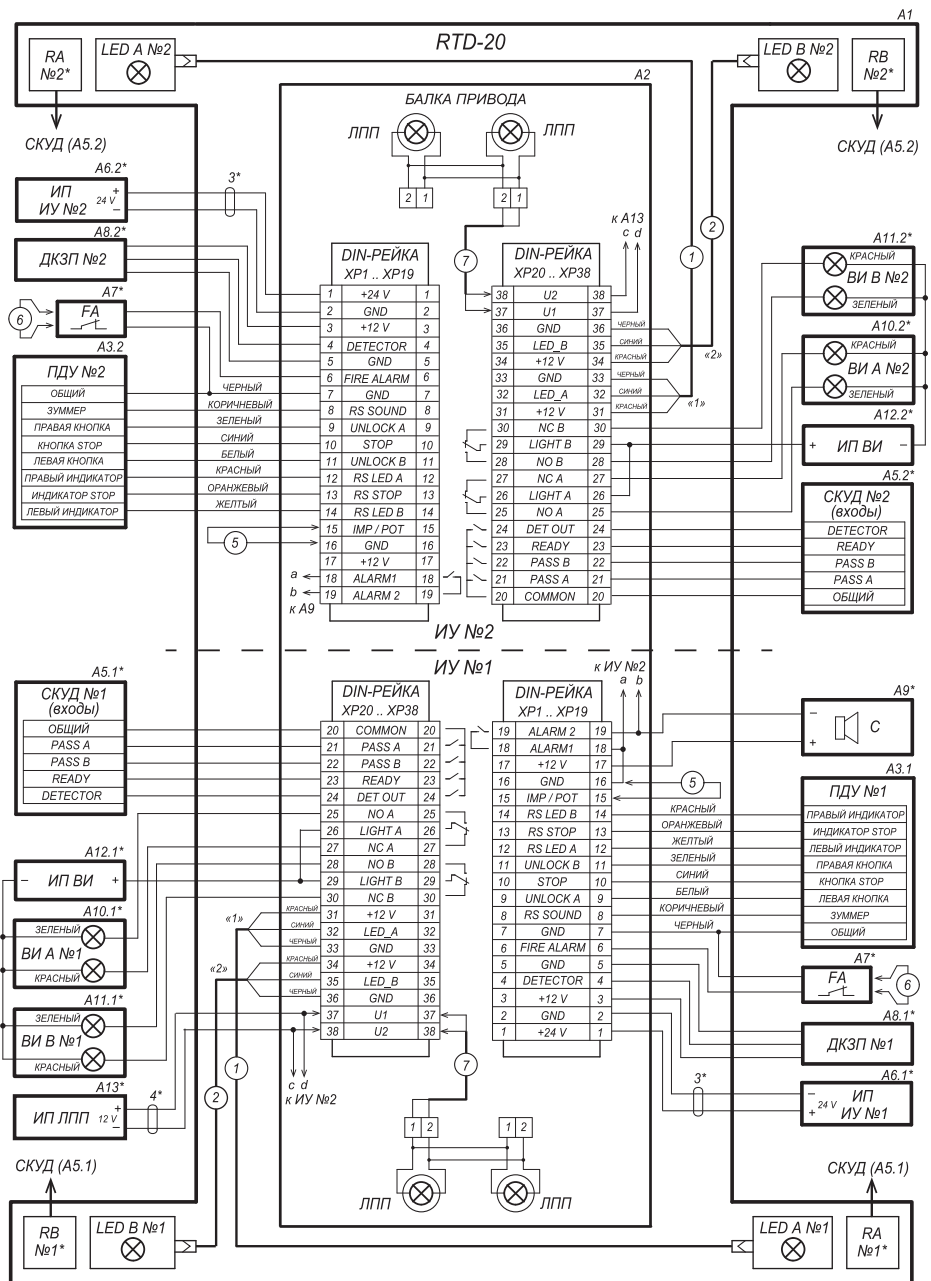 A1
RTD-20
RA
№2*
LED A №2
LED B №2
RB
№2*
СКУД (А5.2)
СКУД (А5.2)
A2
БАЛКА ПРИВОДА
ЛПП
ЛПП
2 1
2 1
A6.2*
ИП
ИУ №2
24 V
+
–
3*
A8.2*
ДКЗП №2
A7*
6
FA
A3.2
ПДУ №2
ОБЩИЙ
ЗУММЕР
ПРАВАЯ КНОПКА
КНОПКА STOP
ЛЕВАЯ КНОПКА
ПРАВЫЙ ИНДИКАТОР
ИНДИКАТОР STOP
ЛЕВЫЙ ИНДИКАТОР
ЧЕРНЫЙ
КОРИЧНЕВЫЙ
ЗЕЛЕНЫЙ
СИНИЙ
БЕЛЫЙ
КРАСНЫЙ
ОРАНЖЕВЫЙ
ЖЕЛТЫЙ
5
a
b
к А9
DIN-РЕЙКА
XP1 .. XP19
1 +24 V 1
2 GND 2
3 +12 V 3
4 DETECTOR 4
5 GND 5
6 FIRE ALARM 6
7 GND 7
8 RS SOUND 8
9 UNLOCK A 9
10 STOP 10
11 UNLOCK B 11
12 RS LED A 12
13 RS STOP 13
14 RS LED B 14
15 IMP / POT 15
16 GND 16
17 +12 V 17
18 ALARM1 18
19 ALARM 2 19
7
к А13
c d
DIN-РЕЙКА
XP20 .. XP38
38 U2 38
37 U1 37
36 GND 36
35 LED_B 35
34 +12 V 34
33 GND 33
32 LED_A 32
31 +12 V 31
30 NC B 30
29 LIGHT B 29
28 NO B 28
27 NC A 27
26 LIGHT A 26
25 NO A 25
24 DET OUT 24
23 READY 23
22 PASS B 22
21 PASS A 21
20 COMMON 20
ЧЕРНЫЙ
СИНИЙ
КРАСНЫЙ
«2»
ЧЕРНЫЙ
СИНИЙ
КРАСНЫЙ
«1»
1
2
A11.2*
КРАСНЫЙ
ВИ В №2
ЗЕЛЕНЫЙ
A10.2*
КРАСНЫЙ
ВИ А №2
ЗЕЛЕНЫЙ
A12.2*
+ ИП ВИ –
A5.2*
СКУД №2
(входы)
DETECTOR
READY
PASS B
PASS A
ОБЩИЙ
ИУ №2
ИУ №1
A5.1*
СКУД №1
(входы)
ОБЩИЙ
PASS A
PASS B
READY
DETECTOR
A12.1*
– ИП ВИ +
A10.1*
ЗЕЛЕНЫЙ
ВИ А №1
КРАСНЫЙ
A11.1*
ЗЕЛЕНЫЙ
ВИ В №1
КРАСНЫЙ
A13*
ИП ЛПП
12 V
+
–
4*
«1»
КРАСНЫЙ
СИНИЙ
ЧЕРНЫЙ
«2»
КРАСНЫЙ
СИНИЙ
ЧЕРНЫЙ
1
2
c d
к ИУ №2
DIN-РЕЙКА
XP20 .. XP38
20 COMMON 20
21 PASS A 21
22 PASS B 22
23 READY 23
24 DET OUT 24
25 NO A 25
26 LIGHT A 26
27 NC A 27
28 NO B 28
29 LIGHT B 29
30 NC B 30
31 +12 V 31
32 LED_A 32
33 GND 33
34 +12 V 34
35 LED_B 35
36 GND 36
37 U1 37
38 U2 38
7
к ИУ №2
a b
DIN-РЕЙКА
XP1 .. XP19
19 ALARM 2 19
18 ALARM1 18
17 +12 V 17
16 GND 16
15 IMP / POT 15
14 RS LED B 14
13 RS STOP 13
12 RS LED A 12
11 UNLOCK B 11
10 STOP 10
9 UNLOCK A 9
8 RS SOUND 8
7 GND 7
6 FIRE ALARM 6
5 GND 5
4 DETECTOR 4
3 +12 V 3
2 GND 2
1 +24 V 1
5
КРАСНЫЙ
ОРАНЖЕВЫЙ
ЖЕЛТЫЙ
ЗЕЛЕНЫЙ
СИНИЙ
БЕЛЫЙ
КОРИЧНЕВЫЙ
ЧЕРНЫЙ
A9*
–
+
С
A3.1
ПДУ №1
ПРАВЫЙ ИНДИКАТОР
ИНДИКАТОР STOP
ЛЕВЫЙ ИНДИКАТОР
ПРАВАЯ КНОПКА
КНОПКА STOP
ЛЕВАЯ КНОПКА
ЗУММЕР
ОБЩИЙ
A7*
FA
6
A8.1*
ДКЗП №1
3*
A6.1*
–
+
24 V
ИП
ИУ №1
1 2
1 2
ЛПП
ЛПП
СКУД (А5.1)
СКУД (А5.1)
RB
№1*
LED B №1
LED A №1
RA
№1*